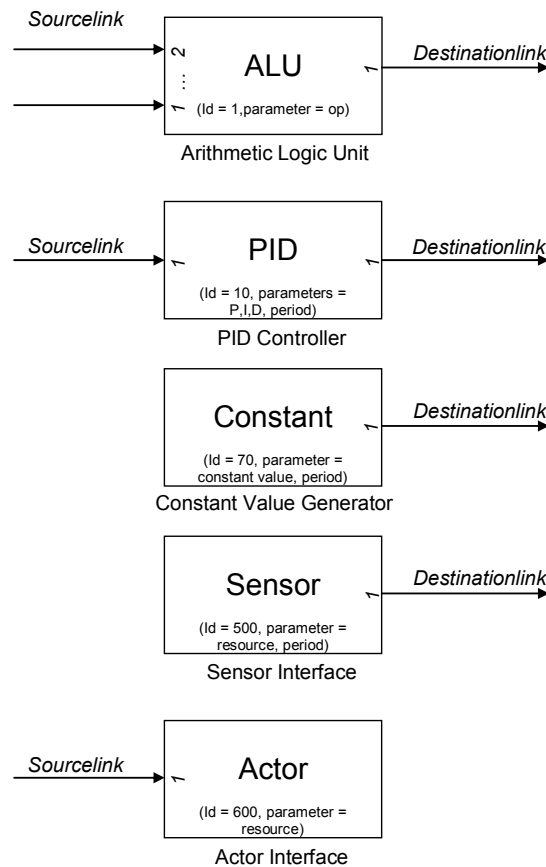 Sourcelink
Destinationlink
2
ALU
1
...
1
(Id = 1,parameter = op)
Arithmetic Logic Unit
Sourcelink
Destinationlink
PID
1
1
(Id = 10, parameters =
P,I,D, period)
PID Controller
Destinationlink
Constant
1
(Id = 70, parameter =
constant value, period)
Constant Value Generator
Destinationlink
Sensor
1
(Id = 500, parameter =
resource, period)
Sensor Interface
Sourcelink
1
Actor
(Id = 600, parameter =
resource)
Actor Interface